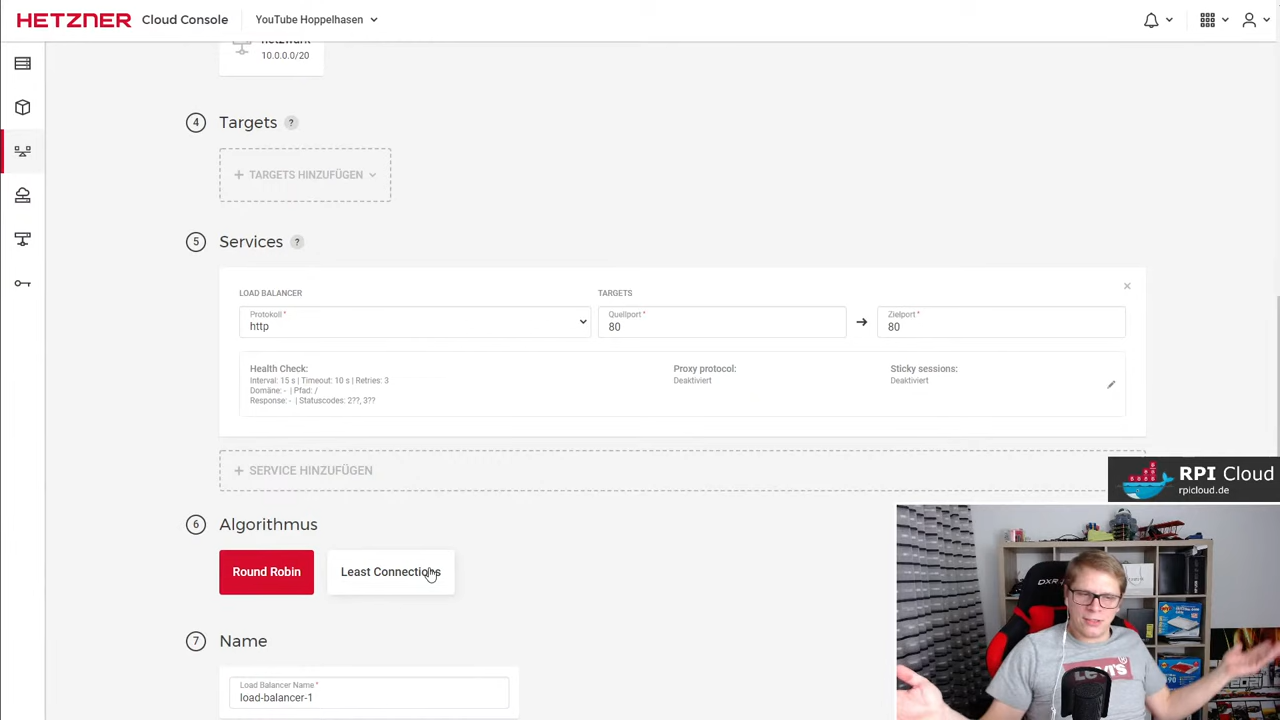 HETZNER Cloud Console YouTube Hoppelhasen
netzwerk
10.0.0.0/20
4 Targets ?
+ TARGETS HINZUFÜGEN
5 Services ?
LOAD BALANCER TARGETS
Protokoll * Quellport * Zielport *
http 80 → 80
Health Check: Proxy protocol: Sticky sessions:
Interval: 15 s | Timeout: 10 s | Retries: 3 Deaktiviert Deaktiviert
Domäne: - | Pfad: /
Response: - | Statuscodes: 2??, 3??
+ SERVICE HINZUFÜGEN
RPI Cloud
rpicloud.de
6 Algorithmus
Round Robin Least Connections
DXR
7 Name
LEVI'S
Load Balancer Name *
load-balancer-1